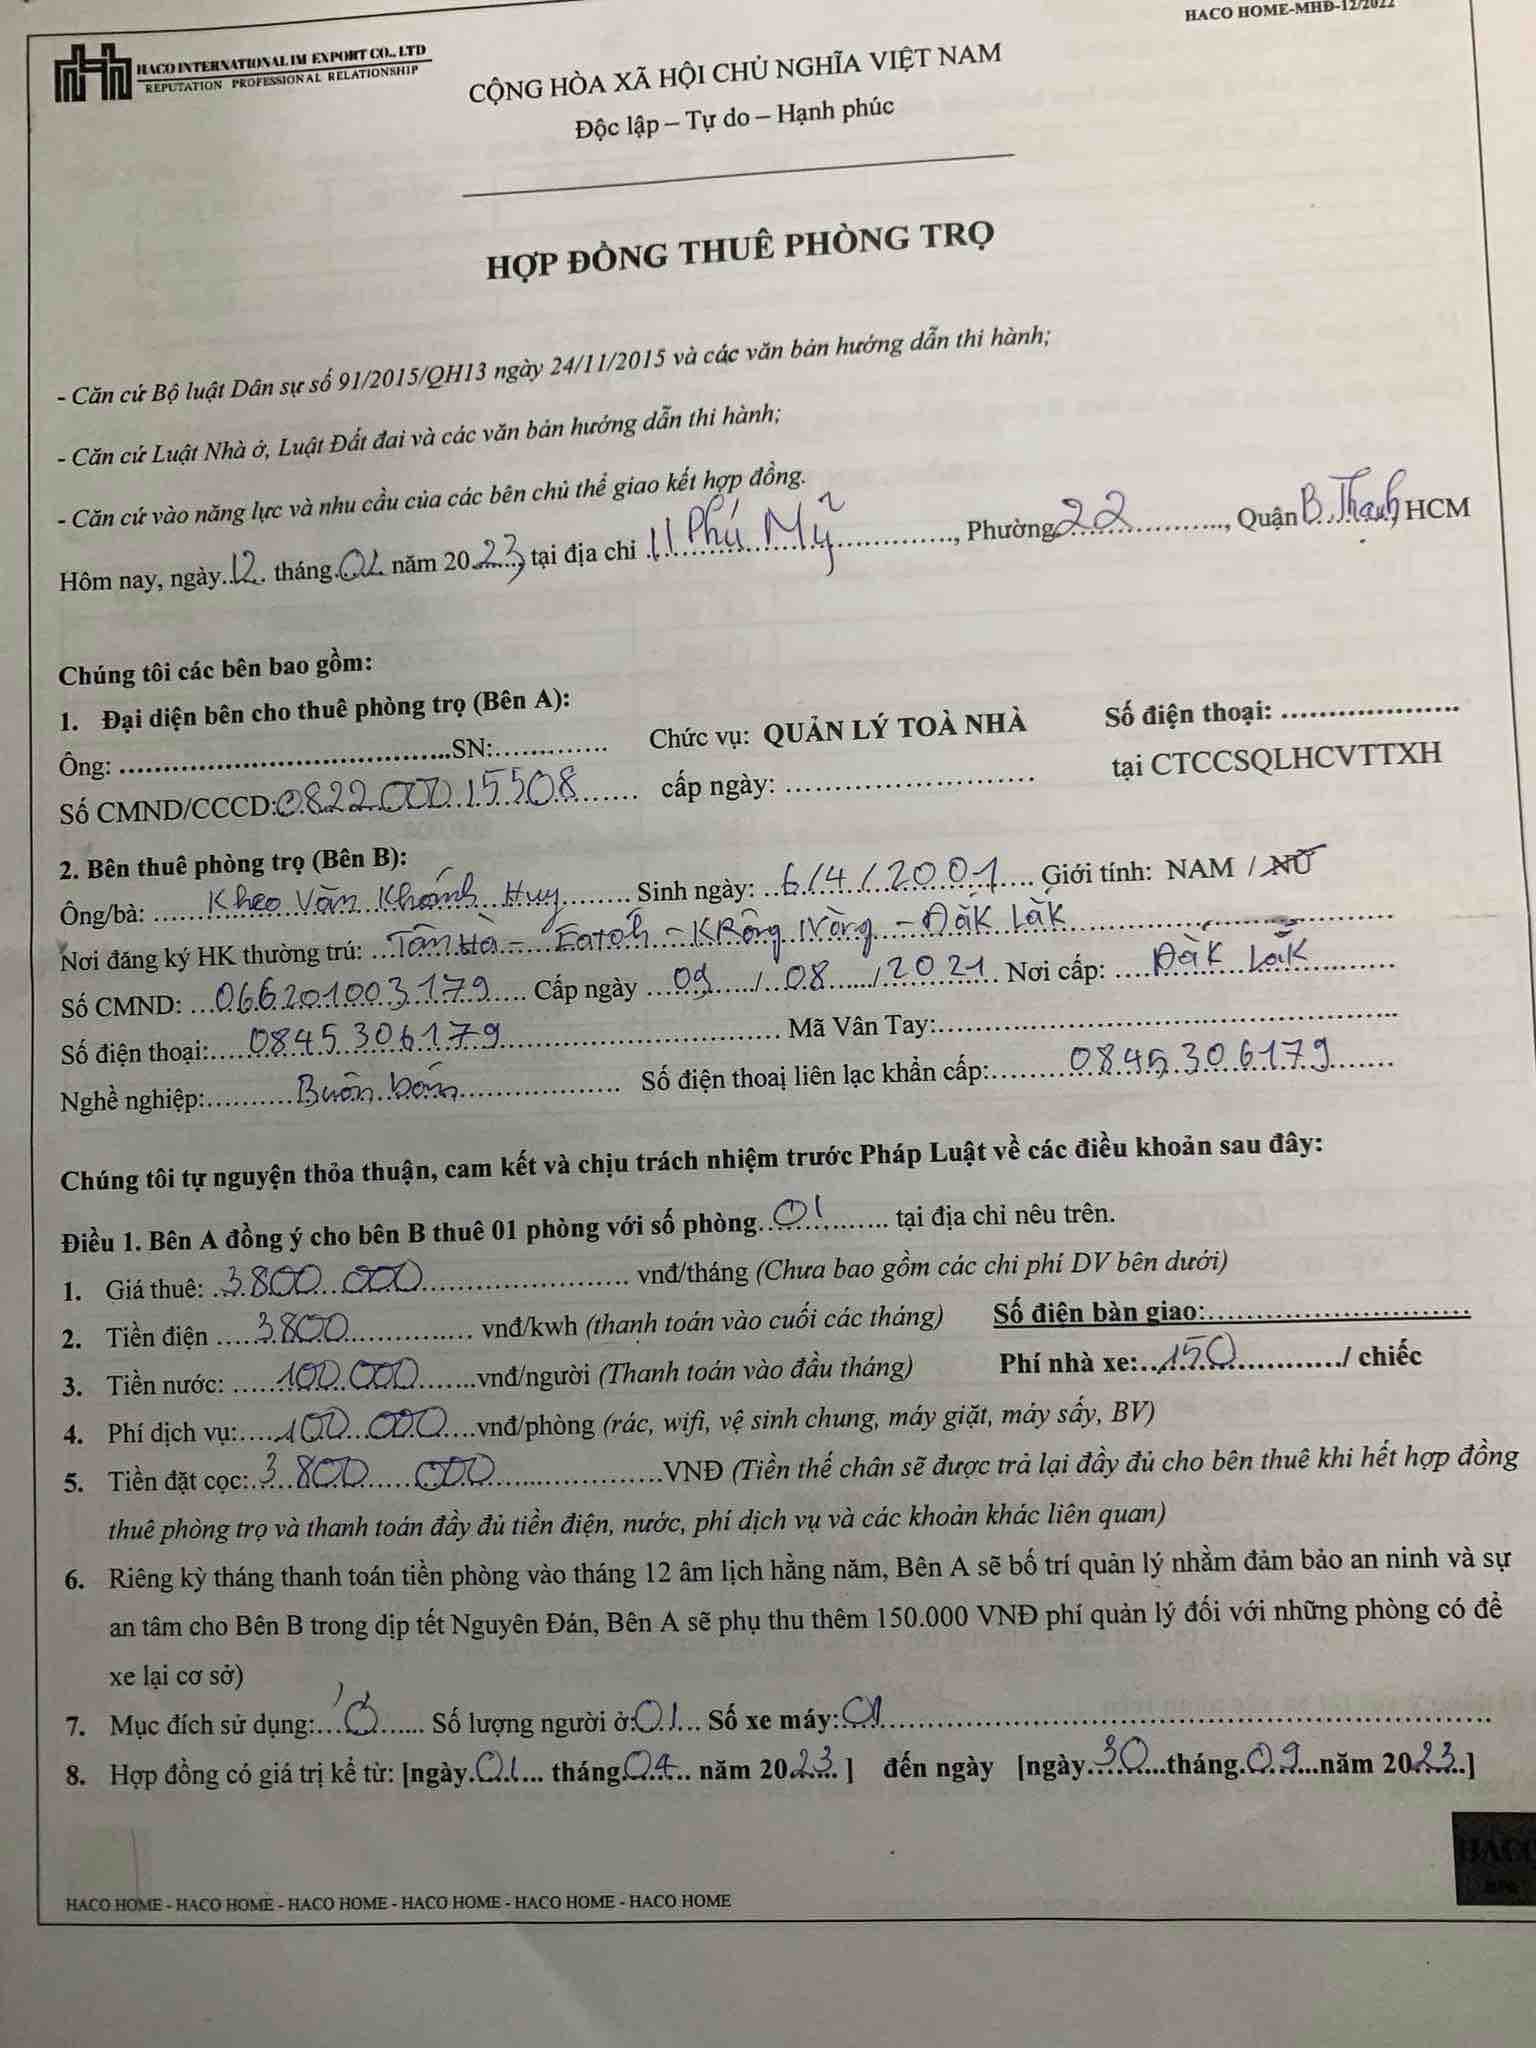 HACO HOME-MHĐ-12/2022
HACO INTERNATIONAL IM EXPORT CO., LTD
REPUTATION PROFESSIONAL RELATIONSHIP
CỘNG HÒA XÃ HỘI CHỦ NGHĨA VIỆT NAM
Độc lập – Tự do – Hạnh phúc
HỢP ĐỒNG THUÊ PHÒNG TRỌ
- Căn cứ Bộ luật Dân sự số 91/2015/QH13 ngày 24/11/2015 và các văn bản hướng dẫn thi hành;
- Căn cứ Luật Nhà ở, Luật Đất đai và các văn bản hướng dẫn thi hành;
- Căn cứ vào năng lực và nhu cầu của các bên chủ thể giao kết hợp đồng.
Hôm nay, ngày 12 tháng năm 2023, tại địa chỉ 11 Phú Mỹ, Phường 22, Quận B.Thạnh HCM
Chúng tôi các bên bao gồm:
1. Đại diện bên cho thuê phòng trọ (Bên A):
Ông: SN: Chức vụ: QUẢN LÝ TOÀ NHÀ Số điện thoại:
Số CMND/CCCD: 082200015508 cấp ngày: tại CTCCSQLHCVTTXH
2. Bên thuê phòng trọ (Bên B):
Ông/bà: Kheo Văn Khánh Huy Sinh ngày: 6/4/2001 Giới tính: NAM / NỮ
Nơi đăng ký HK thường trú: Tân Hà - Eatoh - KRông Năng - Đắk Lắk
Số CMND: 066201003179 Cấp ngày 09/08/2021 Nơi cấp: Đắk Lắk
Số điện thoại: 0845306179 Mã Vân Tay:
Nghề nghiệp: Buôn bán Số điện thoại liên lạc khẩn cấp: 0845.306179
Chúng tôi tự nguyện thỏa thuận, cam kết và chịu trách nhiệm trước Pháp Luật về các điều khoản sau đây:
Điều 1. Bên A đồng ý cho bên B thuê 01 phòng với số phòng 01 tại địa chỉ nêu trên.
1. Giá thuê: 3.800.000 vnđ/tháng (Chưa bao gồm các chi phí DV bên dưới)
2. Tiền điện 3.800 vnđ/kwh (thanh toán vào cuối các tháng) Số điện bàn giao:
3. Tiền nước: 100.000 vnđ/người (Thanh toán vào đầu tháng) Phí nhà xe: 150/ chiếc
4. Phí dịch vụ: 100.000 vnđ/phòng (rác, wifi, vệ sinh chung, máy giặt, máy sấy, BV)
5. Tiền đặt cọc: 3.800.000 VNĐ (Tiền thế chân sẽ được trả lại đầy đủ cho bên thuê khi hết hợp đồng
thuê phòng trọ và thanh toán đầy đủ tiền điện, nước, phí dịch vụ và các khoản khác liên quan)
6. Riêng kỳ tháng thanh toán tiền phòng vào tháng 12 âm lịch hằng năm, Bên A sẽ bố trí quản lý nhằm đảm bảo an ninh và sự
an tâm cho Bên B trong dịp tết Nguyên Đán, Bên A sẽ phụ thu thêm 150.000 VNĐ phí quản lý đối với những phòng có để
xe lại cơ sở)
7. Mục đích sử dụng: ở Số lượng người ở: 01 Số xe máy: 01
8. Hợp đồng có giá trị kể từ: [ngày 01 tháng 04 năm 2023] đến ngày [ngày 30 tháng 09 năm 2023]
HACO HOME - HACO HOME - HACO HOME - HACO HOME - HACO HOME - HACO HOME
HACO